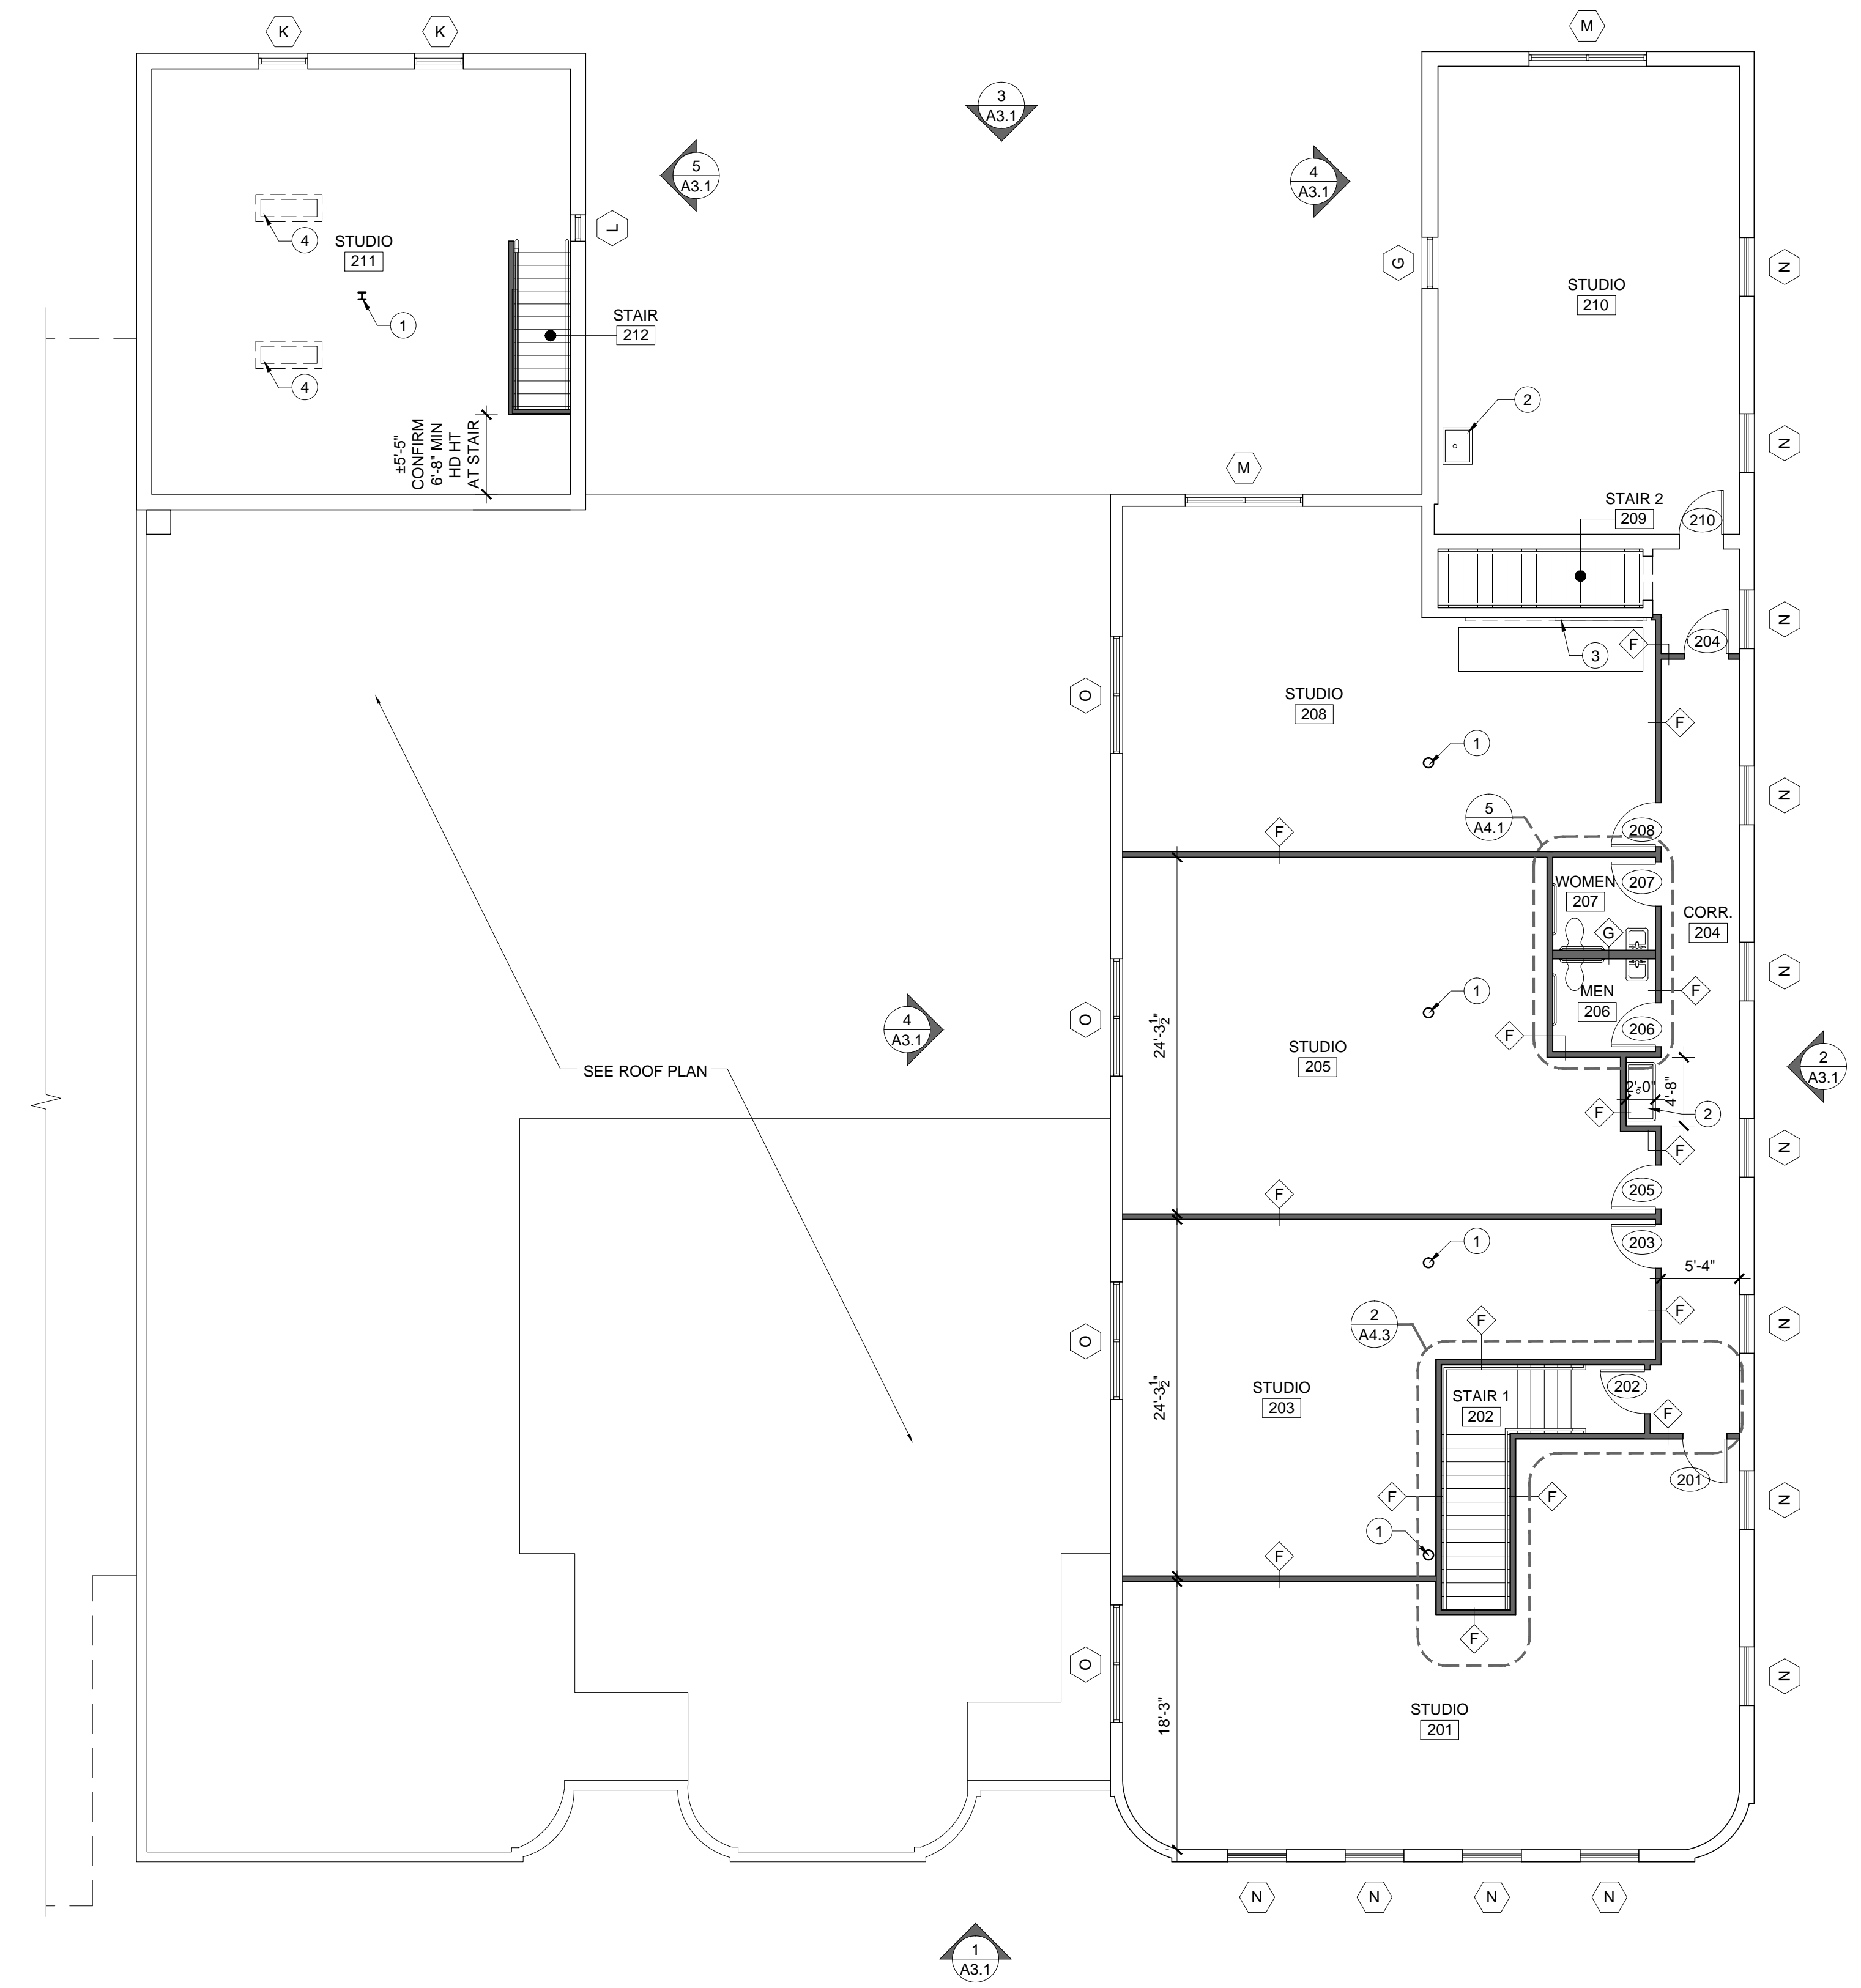 K
K
M
3
A3.1
5
A3.1
4
A3.1
L
G
N
4
STUDIO
211
1
STUDIO
210
STAIR
212
4
2
±5'-5"
CONFIRM
6'-8" MIN
HD HT
AT STAIR
N
M
STAIR 2
209
210
N
3
F
204
O
STUDIO
208
F
1
N
5
A4.1
F
208
WOMEN
207
207
CORR.
204
G
N
1
MEN
206
F
O
4
A3.1
24'-3 1/2"
F
206
STUDIO
205
2
A3.1
SEE ROOF PLAN
2'-0"
4'-8"
F
2
F
N
F
205
1
203
5'-4"
F
N
2
A4.3
F
O
24'-3 1/2"
STUDIO
203
STAIR 1
202
202
F
201
F
F
N
1
F
F
O
N
18'-3"
STUDIO
201
N
N
N
N
1
A3.1